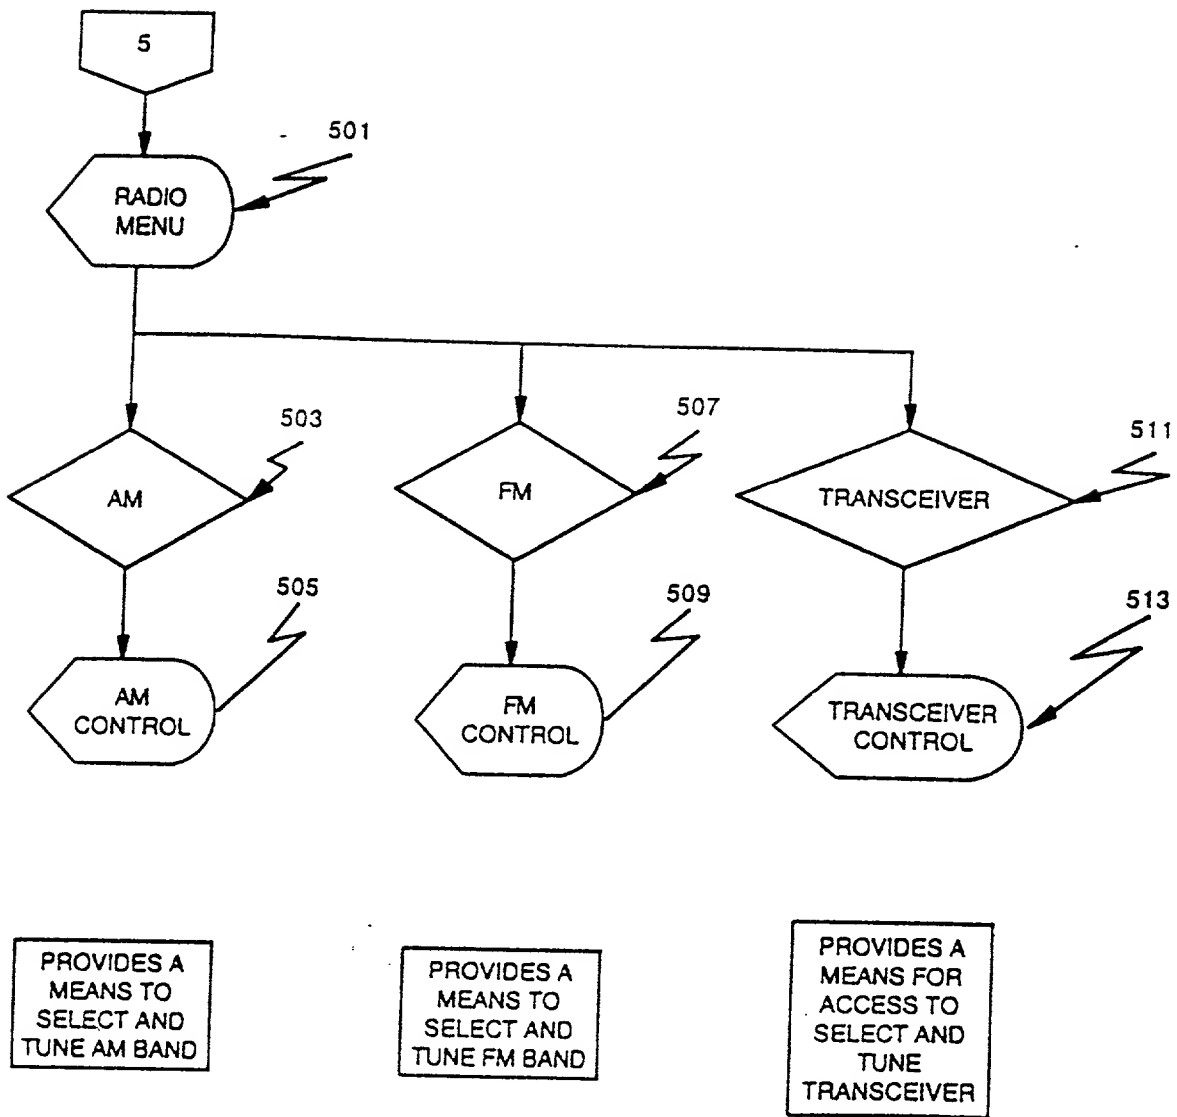 5
501
RADIO
MENU
503
507
511
AM
FM
TRANSCEIVER
505
509
513
AM
CONTROL
FM
CONTROL
TRANSCEIVER
CONTROL
PROVIDES A
MEANS TO
SELECT AND
TUNE AM BAND
PROVIDES A
MEANS TO
SELECT AND
TUNE FM BAND
PROVIDES A
MEANS FOR
ACCESS TO
SELECT AND
TUNE
TRANSCEIVER